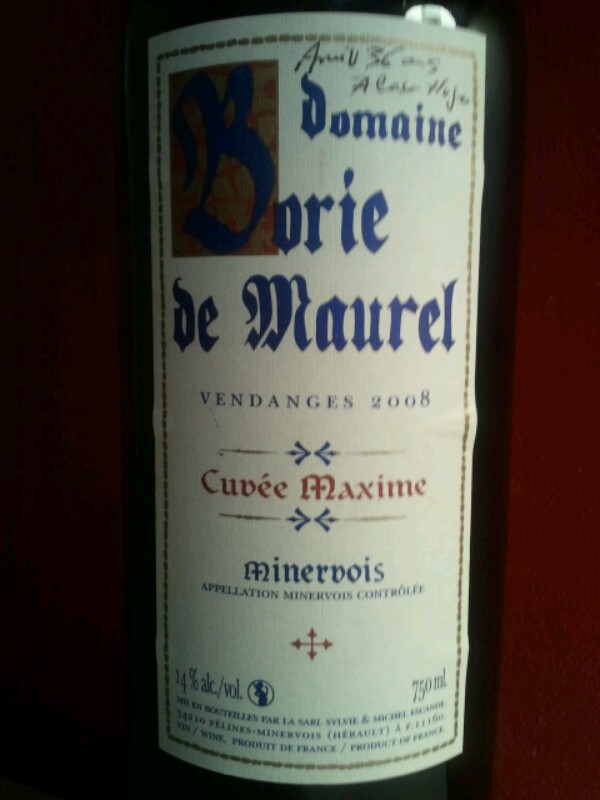 36 ans
Domaine
Borie
de Maurel
VENDANGES 2008
Cuvée Maxime
Minervois
APPELLATION MINERVOIS CONTRÔLÉE
14 % alc./vol. 750 ml.
MIS EN BOUTEILLES PAR LA SARL SYLVIE & MICHEL ESCANDE
34210 FÉLINES-MINERVOIS (HÉRAULT) À F.11160.
VIN / WINE. PRODUIT DE FRANCE / PRODUCT OF FRANCE